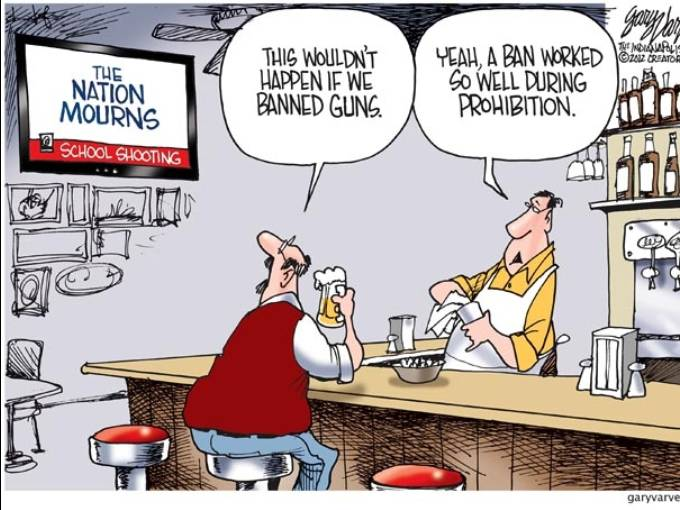 THE
NATION
MOURNS
SCHOOL SHOOTING
THIS WOULDN'T
HAPPEN IF WE
BANNED GUNS.
YEAH, A BAN WORKED
SO WELL DURING
PROHIBITION.
©2012
garyvarve